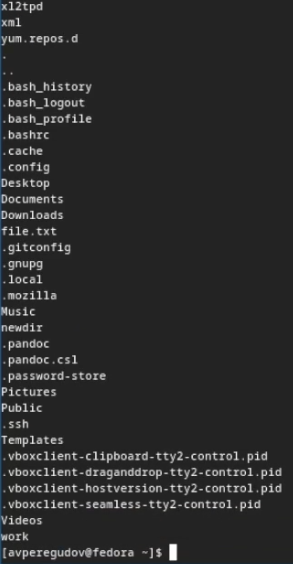 xl2tpd
xml
yum.repos.d
.
..
.bash_history
.bash_logout
.bash_profile
.bashrc
.cache
.config
Desktop
Documents
Downloads
file.txt
.gitconfig
.gnupg
.local
.mozilla
Music
newdir
.pandoc
.pandoc.csl
.password-store
Pictures
Public
.ssh
Templates
.vboxclient-clipboard-tty2-control.pid
.vboxclient-draganddrop-tty2-control.pid
.vboxclient-hostversion-tty2-control.pid
.vboxclient-seamless-tty2-control.pid
Videos
work
[avperegudov@fedora ~]$